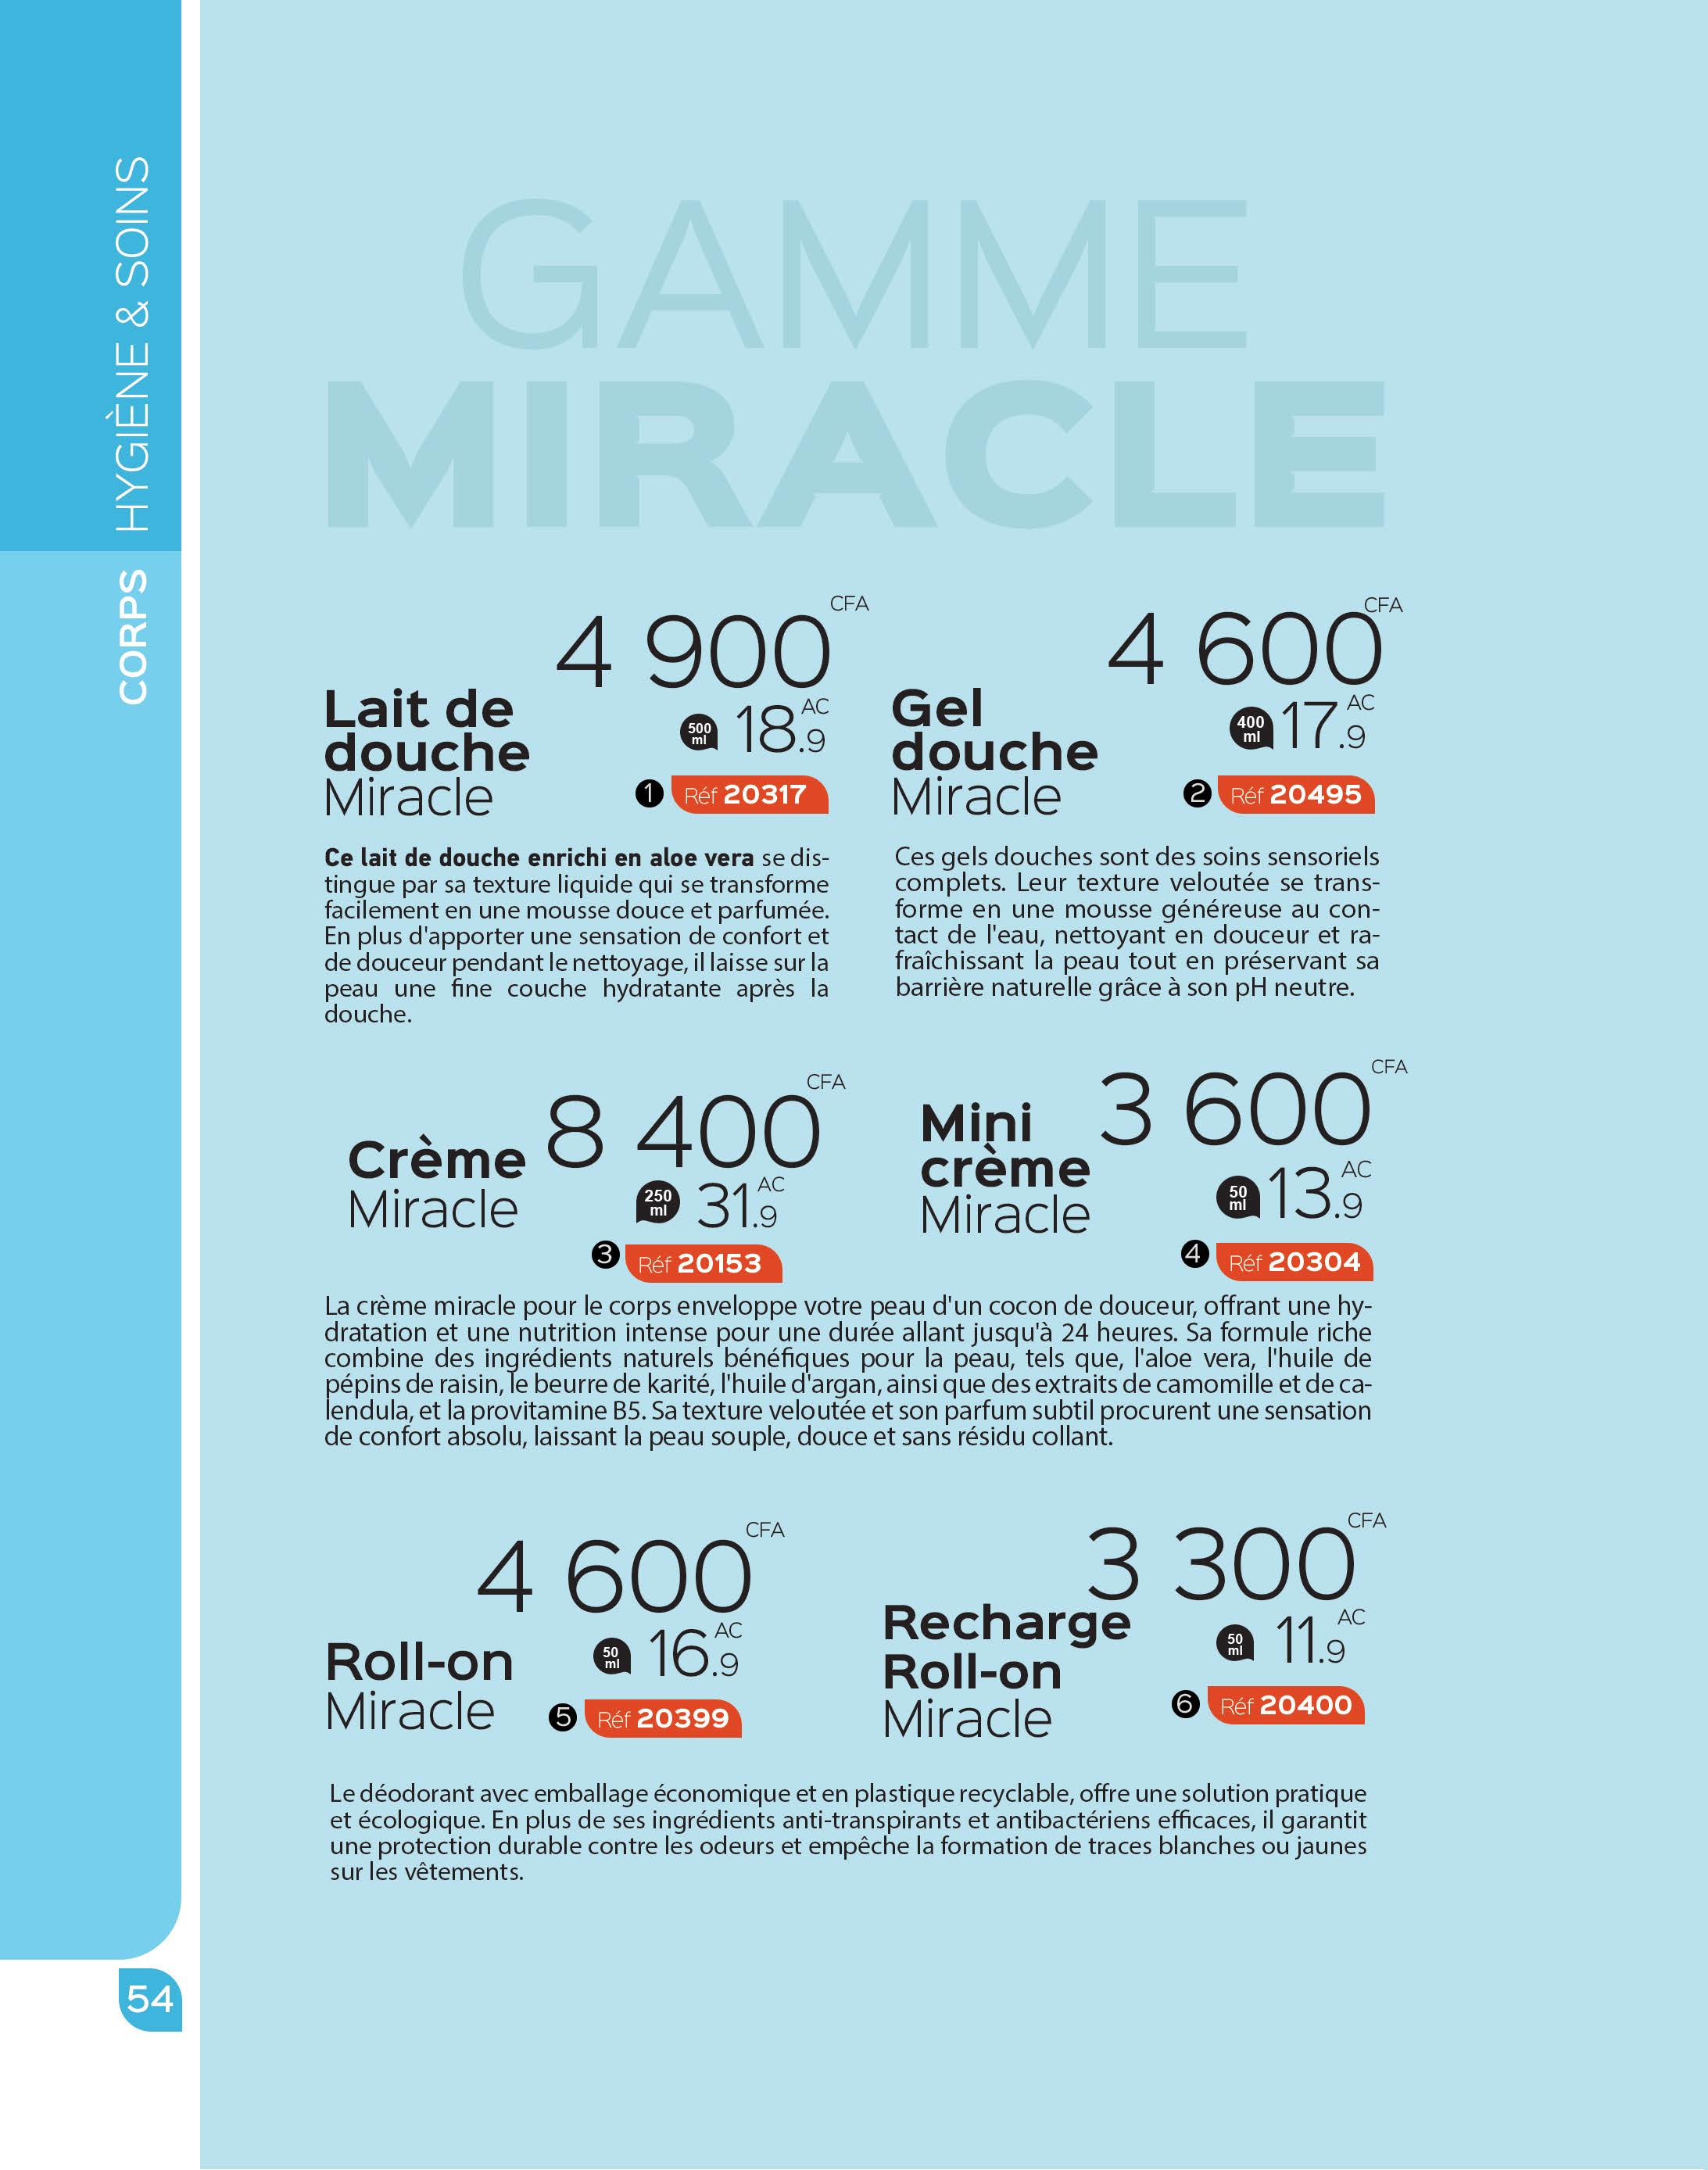 HYGIÈNE & SOINS
CORPS
GAMME
MIRACLE
4 900 CFA
Lait de
douche
Miracle
500 ml 18.9 AC
1 Réf 20317
Ce lait de douche enrichi en aloe vera se dis-
tingue par sa texture liquide qui se transforme
facilement en une mousse douce et parfumée.
En plus d'apporter une sensation de confort et
de douceur pendant le nettoyage, il laisse sur la
peau une fine couche hydratante après la
douche.
4 600 CFA
Gel
douche
Miracle
400 ml 17.9 AC
2 Réf 20495
Ces gels douches sont des soins sensoriels
complets. Leur texture veloutée se trans-
forme en une mousse généreuse au con-
tact de l'eau, nettoyant en douceur et ra-
fraîchissant la peau tout en préservant sa
barrière naturelle grâce à son pH neutre.
8 400 CFA
Crème
Miracle
250 ml 31.9 AC
3 Réf 20153
3 600 CFA
Mini
crème
Miracle
50 ml 13.9 AC
4 Réf 20304
La crème miracle pour le corps enveloppe votre peau d'un cocon de douceur, offrant une hy-
dratation et une nutrition intense pour une durée allant jusqu'à 24 heures. Sa formule riche
combine des ingrédients naturels bénéfiques pour la peau, tels que, l'aloe vera, l'huile de
pépins de raisin, le beurre de karité, l'huile d'argan, ainsi que des extraits de camomille et de ca-
lendula, et la provitamine B5. Sa texture veloutée et son parfum subtil procurent une sensation
de confort absolu, laissant la peau souple, douce et sans résidu collant.
4 600 CFA
Roll-on
Miracle
50 ml 16.9 AC
5 Réf 20399
3 300 CFA
Recharge
Roll-on
Miracle
50 ml 11.9 AC
6 Réf 20400
Le déodorant avec emballage économique et en plastique recyclable, offre une solution pratique
et écologique. En plus de ses ingrédients anti-transpirants et antibactériens efficaces, il garantit
une protection durable contre les odeurs et empêche la formation de traces blanches ou jaunes
sur les vêtements.
54